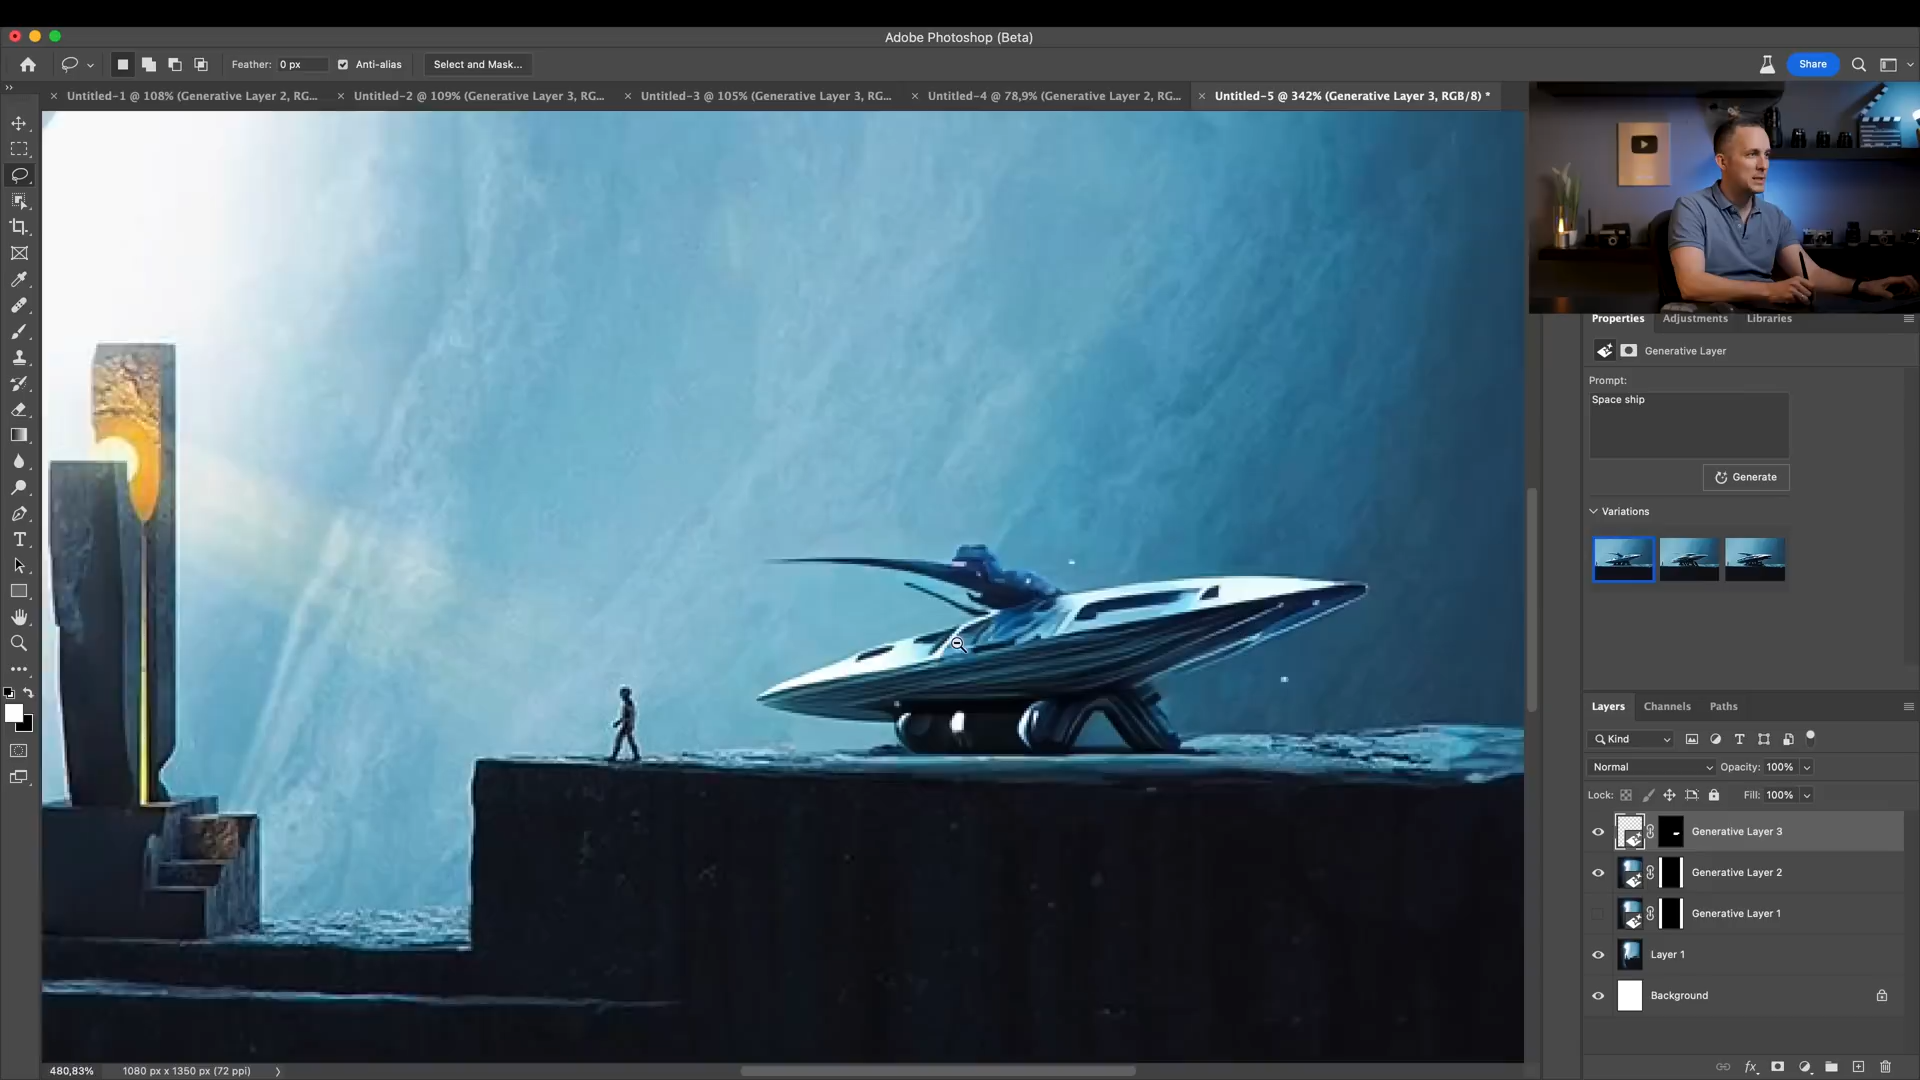 Adobe Photoshop (Beta)
Feather: 0 px Anti-alias Select and Mask... Share
Untitled-1 @ 108% (Generative Layer 2, RG... Untitled-2 @ 109% (Generative Layer 3, RG... Untitled-3 @ 105% (Generative Layer 3, RG... Untitled-4 @ 78,9% (Generative Layer 2, RG... Untitled-5 @ 342% (Generative Layer 3, RGB/8) *
Properties Adjustments Libraries
Generative Layer
Prompt:
Space ship
Generate
Variations
Layers Channels Paths
Kind
Normal Opacity: 100%
Lock: Fill: 100%
Generative Layer 3
Generative Layer 2
Generative Layer 1
Layer 1
Background
480,83% 1080 px x 1350 px (72 ppi)